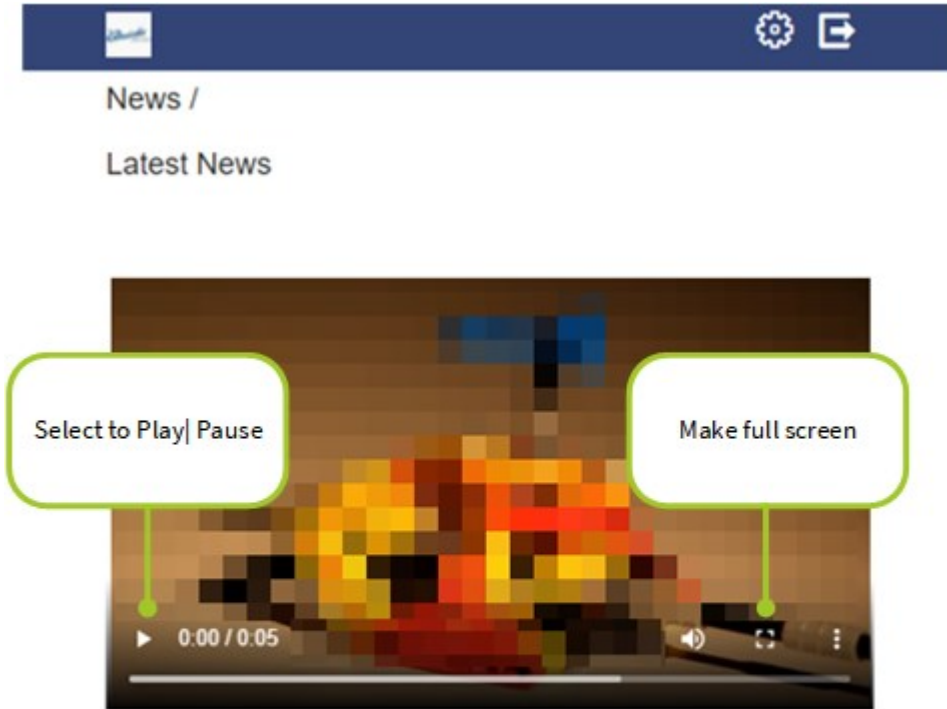 News /
Latest News
Select to Play| Pause
Make full screen
0:00 / 0:05